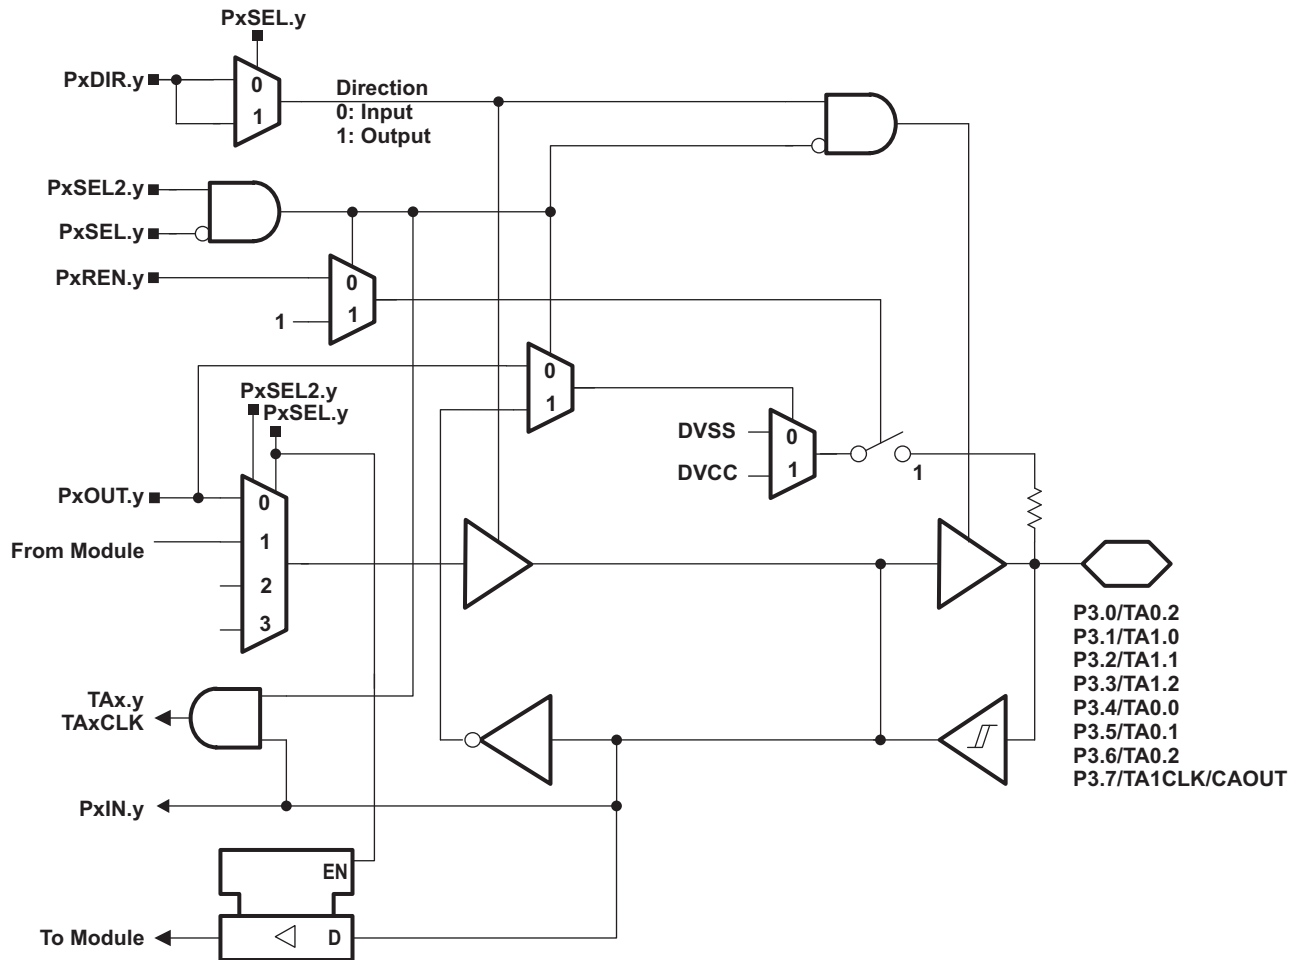 PxSEL.y
PxDIR.y
0
1
Direction
0: Input
1: Output
PxSEL2.y
PxSEL.y
PxREN.y
0
1
1
0
1
PxSEL2.y
PxSEL.y
DVSS
DVCC
0
1
1
PxOUT.y
From Module
0
1
2
3
P3.0/TA0.2
P3.1/TA1.0
P3.2/TA1.1
P3.3/TA1.2
P3.4/TA0.0
P3.5/TA0.1
P3.6/TA0.2
P3.7/TA1CLK/CAOUT
TAx.y
TAxCLK
PxIN.y
EN
D
To Module